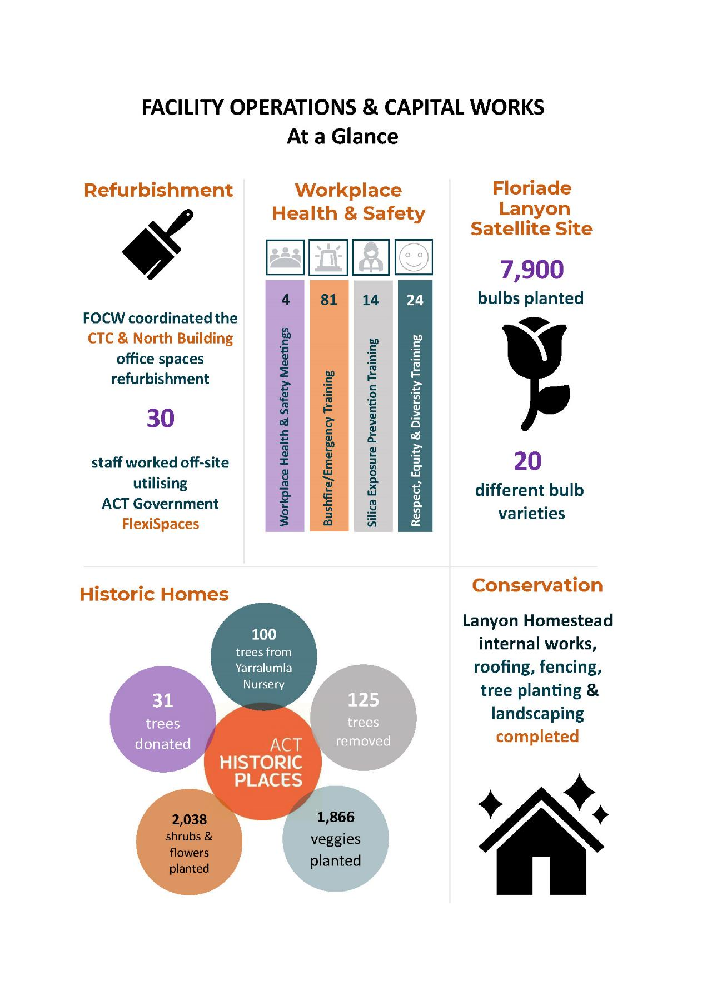 FACILITY OPERATIONS & CAPITAL WORKS
At a Glance
Refurbishment
FOCW coordinated the
CTC & North Building
office spaces
refurbishment
30
staff worked off-site
utilising
ACT Government
FlexiSpaces
Workplace
Health & Safety
4
Workplace Health & Safety Meetings
81
Bushfire/Emergency Training
14
Silica Exposure Prevention Training
24
Respect, Equity & Diversity Training
Floriade
Lanyon
Satellite Site
7,900
bulbs planted
20
different bulb
varieties
Historic Homes
100
trees from
Yarralumla
Nursery
31
trees
donated
125
trees
removed
ACT
HISTORIC
PLACES
2,038
shrubs &
flowers
planted
1,866
veggies
planted
Conservation
Lanyon Homestead
internal works,
roofing, fencing,
tree planting &
landscaping
completed